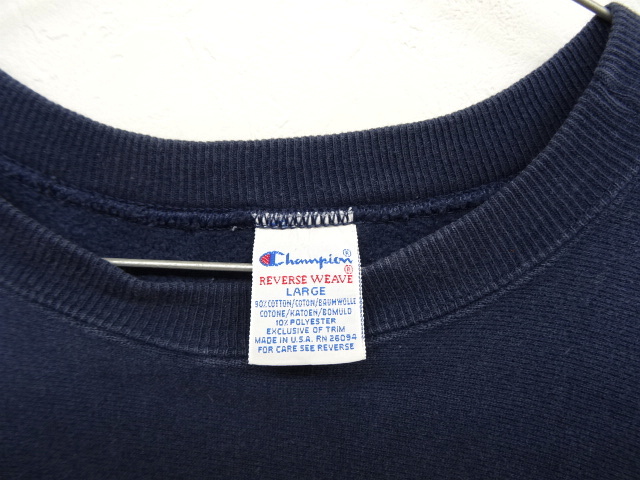 Champion®
REVERSE WEAVE®
LARGE
90% COTTON/COTON/BAUMWOLLE
COTONE/KATOEN/BOMULD
10% POLYESTER
EXCLUSIVE OF TRIM
MADE IN U.S.A. RN 26094
FOR CARE SEE REVERSE